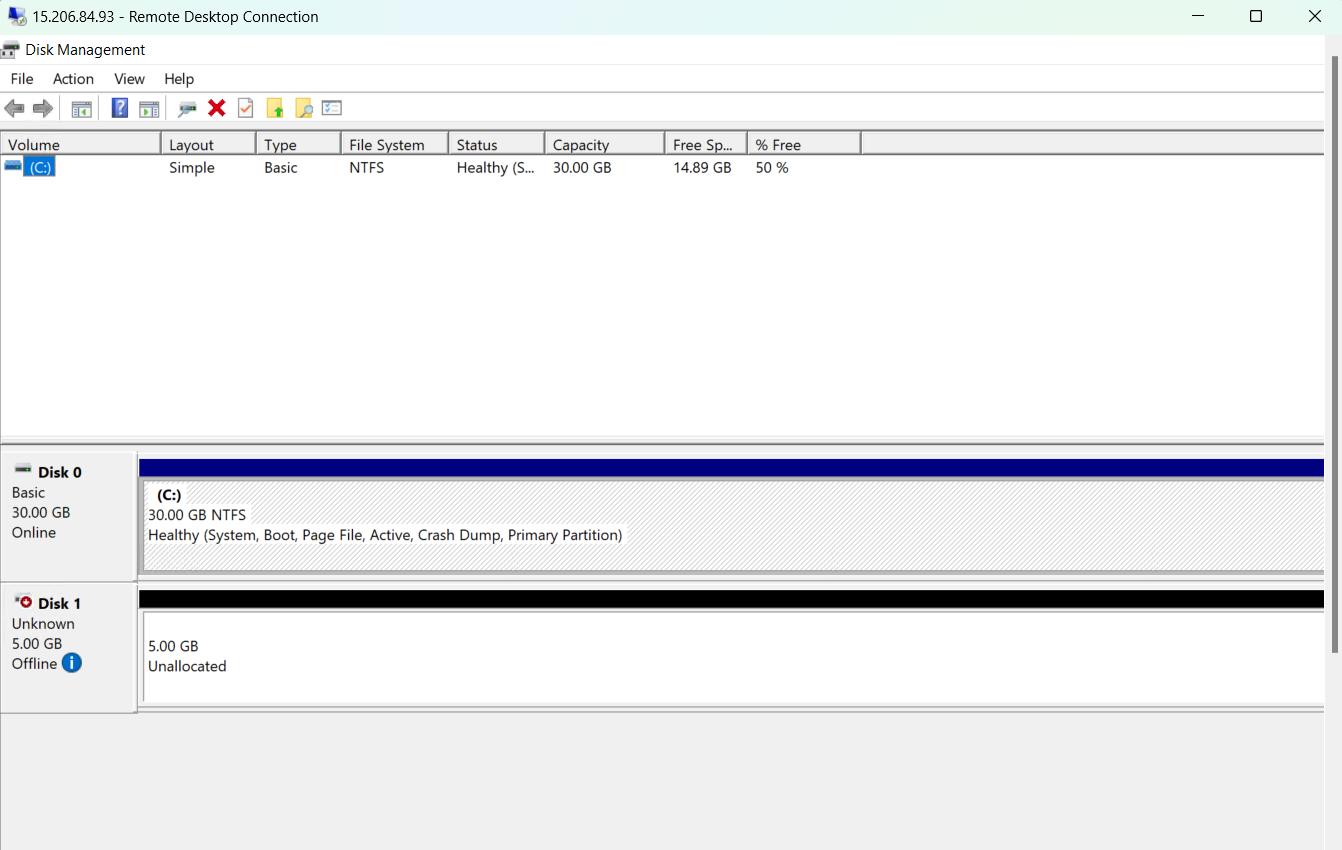 15.206.84.93 - Remote Desktop Connection
Disk Management
File Action View Help
Volume Layout Type File System Status Capacity Free Sp... % Free
(C:) Simple Basic NTFS Healthy (S... 30.00 GB 14.89 GB 50 %
Disk 0
Basic
30.00 GB
Online
(C:)
30.00 GB NTFS
Healthy (System, Boot, Page File, Active, Crash Dump, Primary Partition)
Disk 1
Unknown
5.00 GB
Offline
5.00 GB
Unallocated